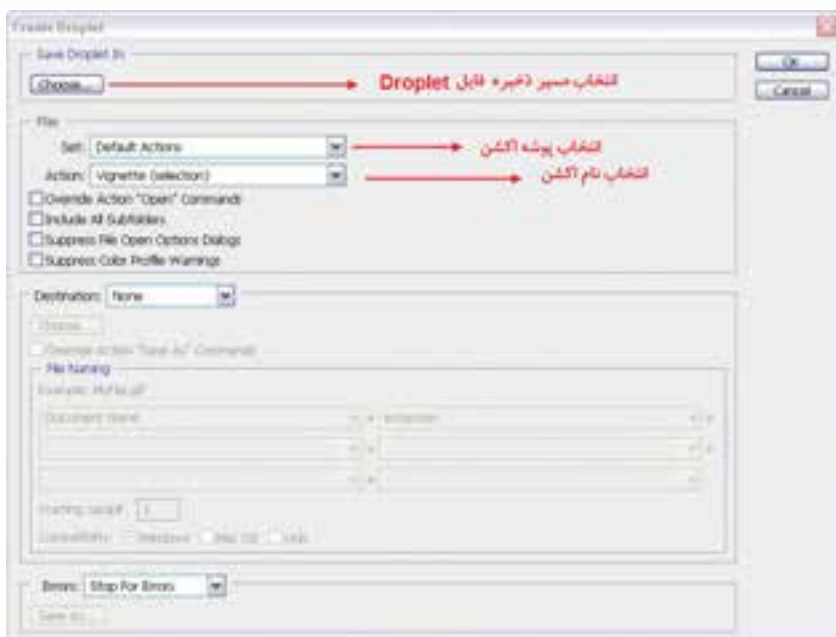 Create Droplet
Save Droplet In
OK
Choose...
انتخاب مسیر ذخیره فایل Droplet
Cancel
Play
Set: Default Actions
انتخاب پوشه اکشن
Action: Vignette (selection)
انتخاب نام اکشن
Override Action "Open" Commands
Include All Subfolders
Suppress File Open Options Dialogs
Suppress Color Profile Warnings
Destination: None
Choose...
Override Action "Save As" Commands
File Naming
Example: MyFile.gif
Document Name + extension +
+ +
+
Starting serial#: 1
Compatibility: Windows Mac OS Unix
Errors: Stop For Errors
Save As...